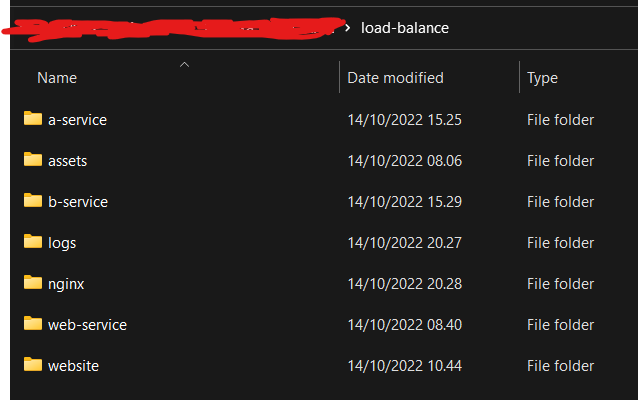 load-balance
Name Date modified Type
a-service 14/10/2022 15.25 File folder
assets 14/10/2022 08.06 File folder
b-service 14/10/2022 15.29 File folder
logs 14/10/2022 20.27 File folder
nginx 14/10/2022 20.28 File folder
web-service 14/10/2022 08.40 File folder
website 14/10/2022 10.44 File folder